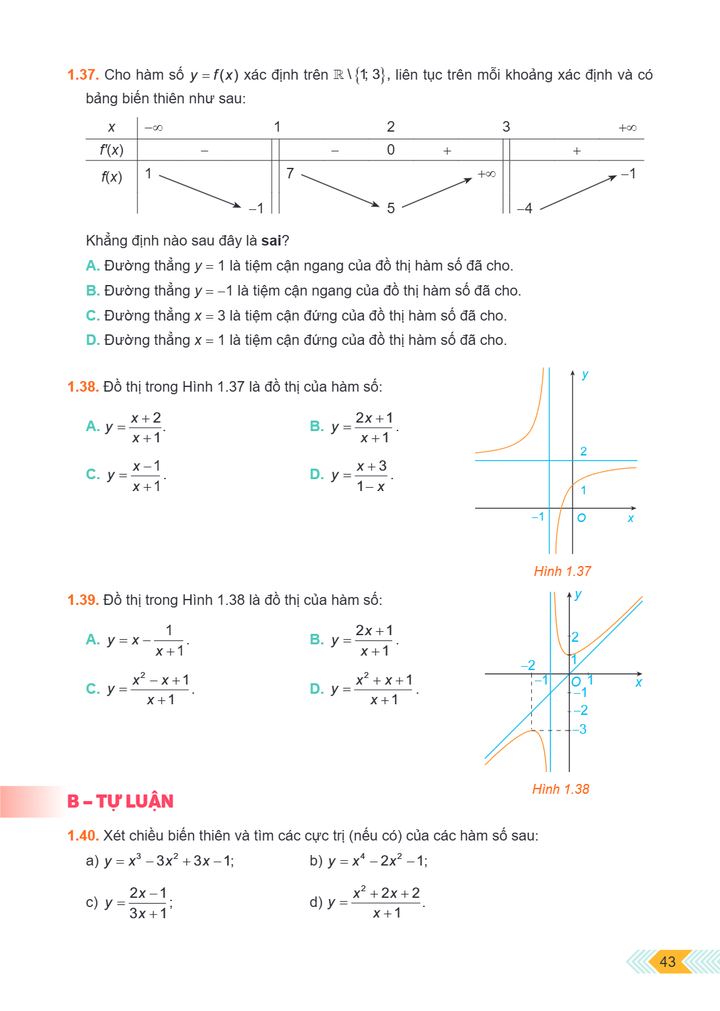 1.37. Cho hàm số y = f(x) xác định trên ℝ \ {1; 3}, liên tục trên mỗi khoảng xác định và có
bảng biến thiên như sau:
x −∞ 1 2 3 +∞
f'(x) − − 0 + +
f(x) 1 7 +∞ −1
−1 5 −4
Khẳng định nào sau đây là sai?
A. Đường thẳng y = 1 là tiệm cận ngang của đồ thị hàm số đã cho.
B. Đường thẳng y = −1 là tiệm cận ngang của đồ thị hàm số đã cho.
C. Đường thẳng x = 3 là tiệm cận đứng của đồ thị hàm số đã cho.
D. Đường thẳng x = 1 là tiệm cận đứng của đồ thị hàm số đã cho.
1.38. Đồ thị trong Hình 1.37 là đồ thị của hàm số:
A. y = (x + 2)/(x + 1). B. y = (2x + 1)/(x + 1).
C. y = (x − 1)/(x + 1). D. y = (x + 3)/(1 − x).
y
2
1
−1 O x
Hình 1.37
1.39. Đồ thị trong Hình 1.38 là đồ thị của hàm số:
A. y = x − 1/(x + 1). B. y = (2x + 1)/(x + 1).
C. y = (x² − x + 1)/(x + 1). D. y = (x² + x + 1)/(x + 1).
y
2
1
−2
−1 O 1 x
−1
−2
−3
Hình 1.38
B – TỰ LUẬN
1.40. Xét chiều biến thiên và tìm các cực trị (nếu có) của các hàm số sau:
a) y = x³ − 3x² + 3x − 1; b) y = x⁴ − 2x² − 1;
c) y = (2x − 1)/(3x + 1); d) y = (x² + 2x + 2)/(x + 1).
43